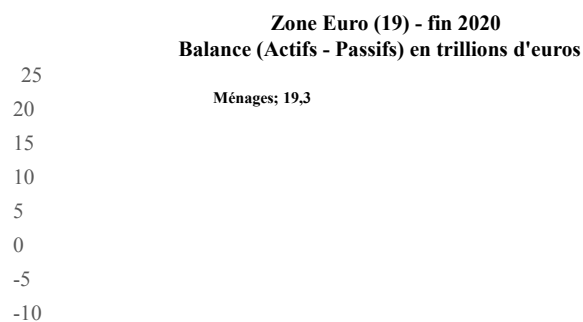 Zone Euro (19) - fin 2020
Balance (Actifs - Passifs) en trillions d'euros
25
Ménages; 19,3
20
15
10
5
0
-5
-10